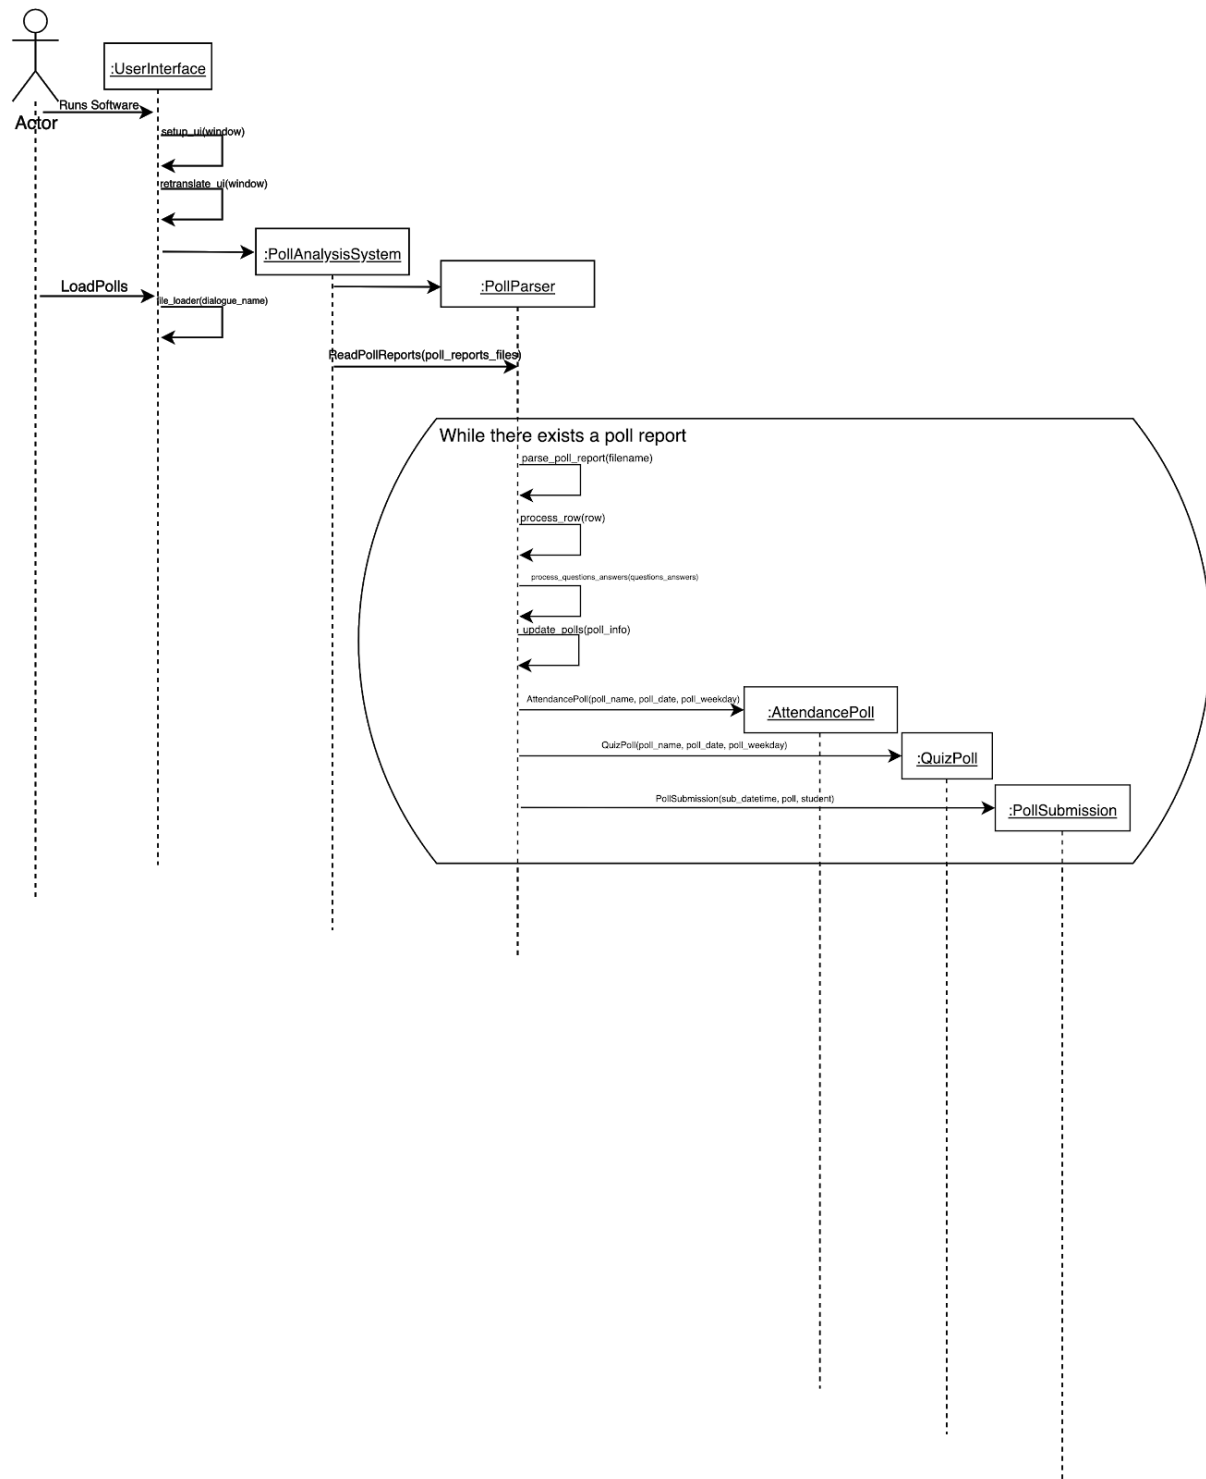 :UserInterface
Runs Software
Actor
setup_ui(window)
retranslate_ui(window)
:PollAnalysisSystem
:PollParser
LoadPolls
file_loader(dialogue_name)
ReadPollReports(poll_reports_files)
While there exists a poll report
parse_poll_report(filename)
process_row(row)
process_questions_answers(questions_answers)
update_polls(poll_info)
AttendancePoll(poll_name, poll_date, poll_weekday)
:AttendancePoll
QuizPoll(poll_name, poll_date, poll_weekday)
:QuizPoll
PollSubmission(sub_datetime, poll, student)
:PollSubmission